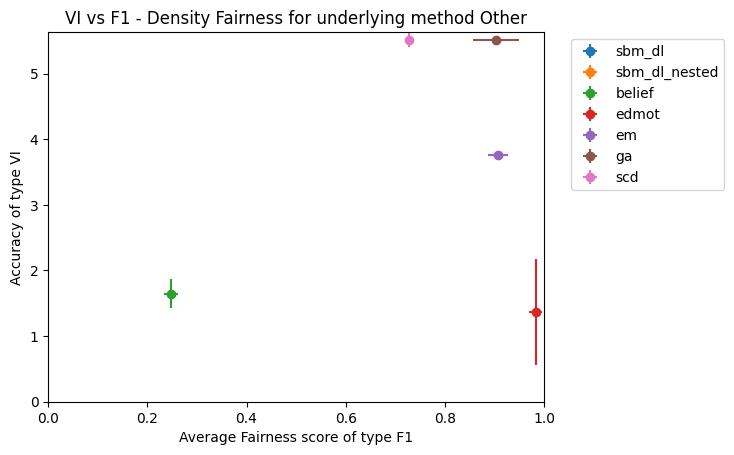 VI vs F1 - Density Fairness for underlying method Other
sbm_dl
sbm_dl_nested
belief
edmot
em
ga
scd
Accuracy of type VI
5
4
3
2
1
0
0.0 0.2 0.4 0.6 0.8 1.0
Average Fairness score of type F1